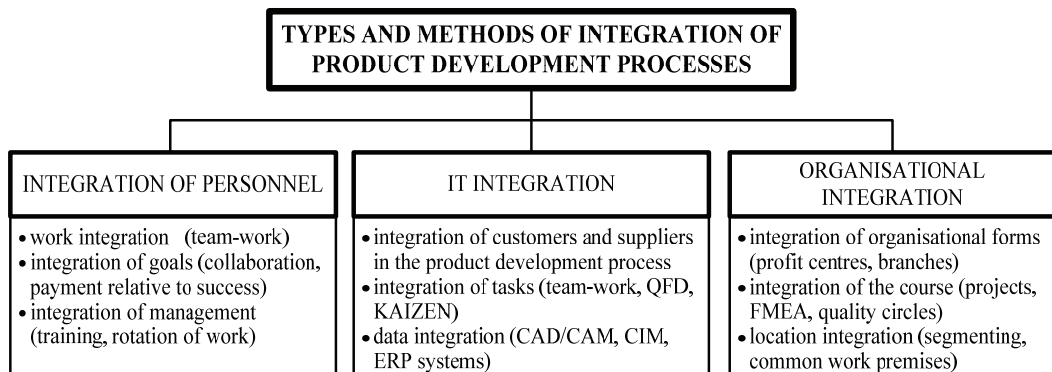 TYPES AND METHODS OF INTEGRATION OF
PRODUCT DEVELOPMENT PROCESSES
INTEGRATION OF PERSONNEL
• work integration (team-work)
• integration of goals (collaboration,
payment relative to success)
• integration of management
(training, rotation of work)
IT INTEGRATION
• integration of customers and suppliers
in the product development process
• integration of tasks (team-work, QFD,
KAIZEN)
• data integration (CAD/CAM, CIM,
ERP systems)
ORGANISATIONAL
INTEGRATION
• integration of organisational forms
(profit centres, branches)
• integration of the course (projects,
FMEA, quality circles)
• location integration (segmenting,
common work premises)